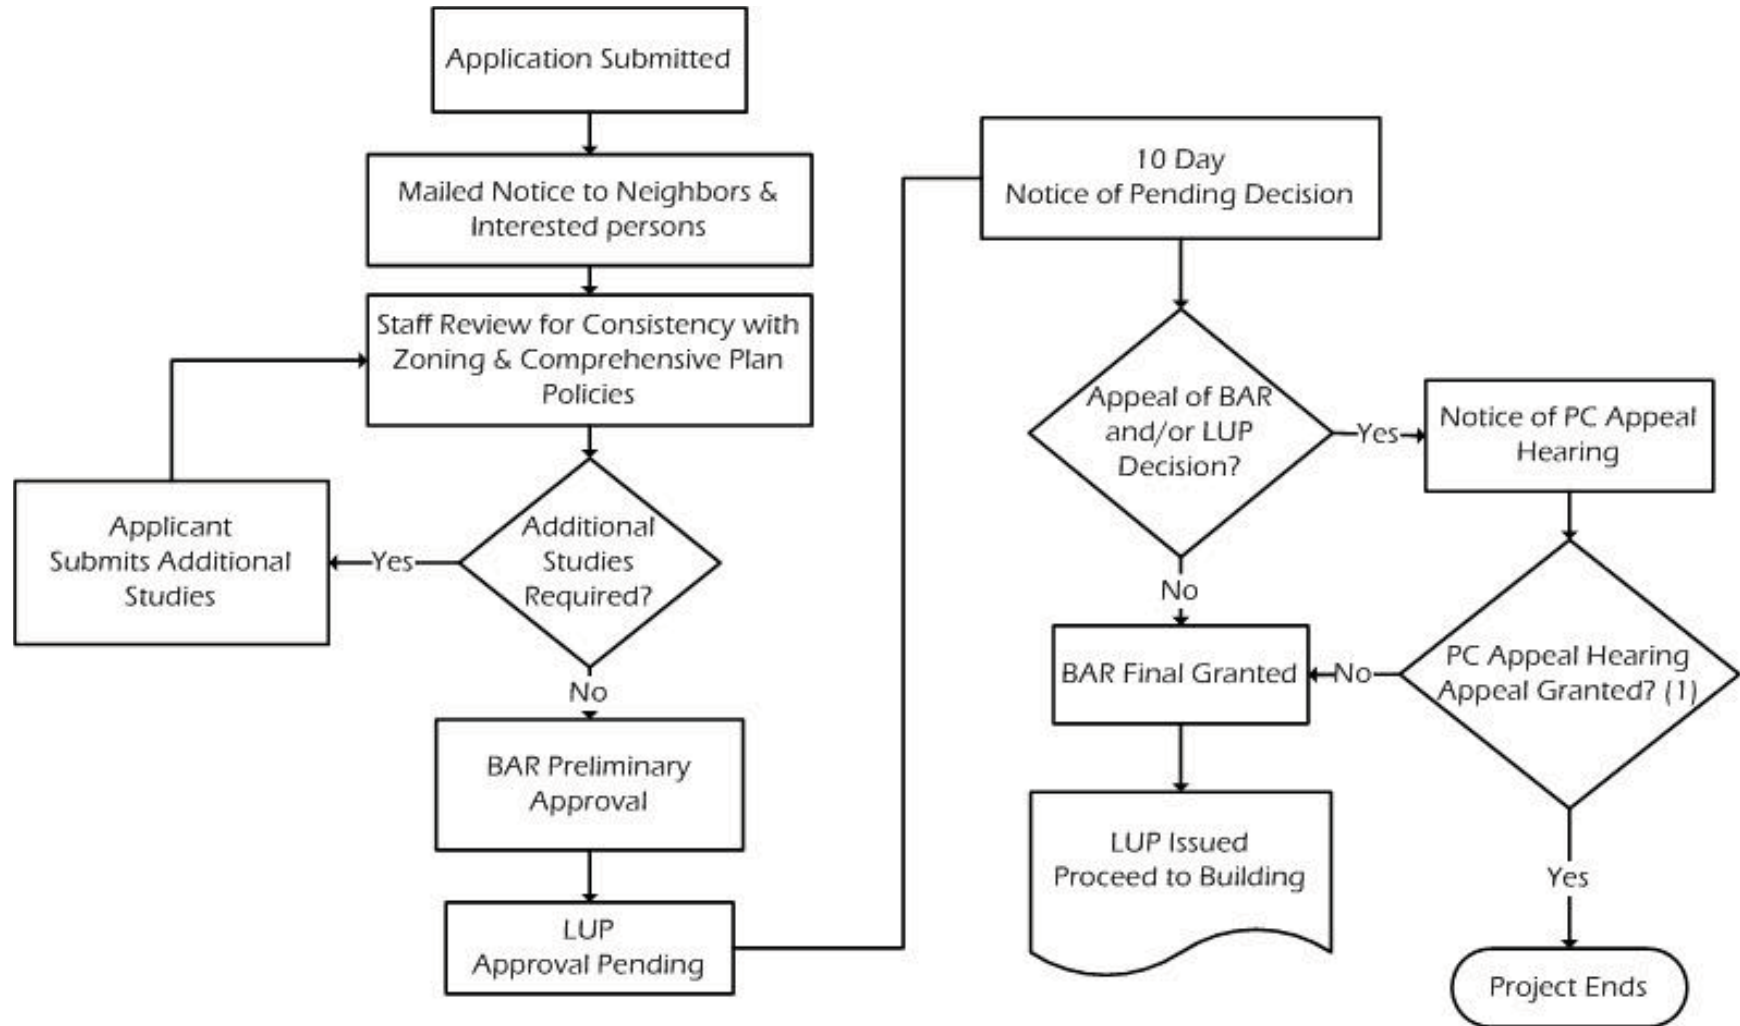 Application Submitted
Mailed Notice to Neighbors &
Interested persons
Staff Review for Consistency with
Zoning & Comprehensive Plan
Policies
Additional
Studies
Required?
Yes
Applicant
Submits Additional
Studies
No
BAR Preliminary
Approval
LUP
Approval Pending
10 Day
Notice of Pending Decision
Appeal of BAR
and/or LUP
Decision?
Yes
Notice of PC Appeal
Hearing
No
BAR Final Granted
No
PC Appeal Hearing
Appeal Granted? (1)
LUP Issued
Proceed to Building
Yes
Project Ends